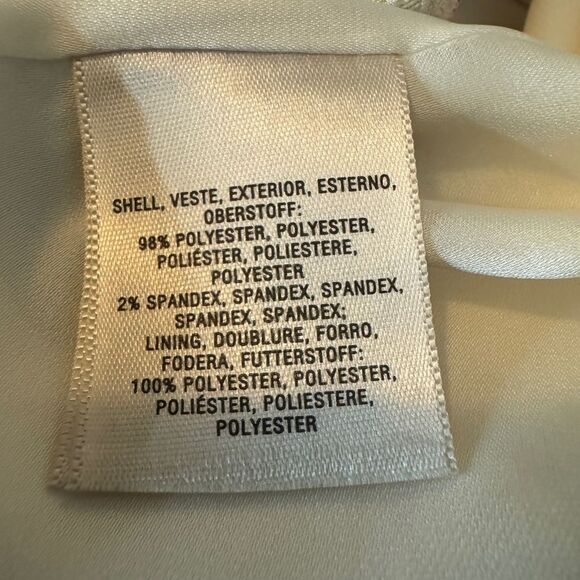 SHELL, VESTE, EXTERIOR, ESTERNO,
OBERSTOFF:
98% POLYESTER, POLYESTER,
POLIÉSTER, POLIESTERE,
POLYESTER
2% SPANDEX, SPANDEX, SPANDEX,
SPANDEX, SPANDEX;
LINING, DOUBLURE, FORRO,
FODERA, FUTTERSTOFF:
100% POLYESTER, POLYESTER,
POLIÉSTER, POLIESTERE,
POLYESTER